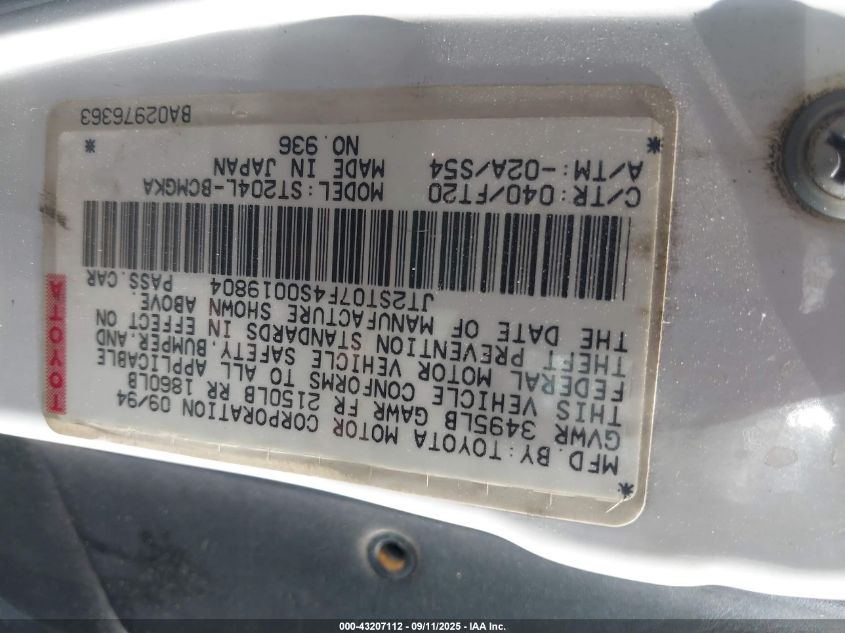 MFD. BY: TOYOTA MOTOR CORPORATION 09/94
GVWR 3495LB GAWR FR 2150LB RR 1860LB
THIS VEHICLE CONFORMS TO ALL APPLICABLE
FEDERAL MOTOR VEHICLE SAFETY, BUMPER, AND
THEFT PREVENTION STANDARDS IN EFFECT ON
THE DATE OF MANUFACTURE SHOWN ABOVE.
JT2ST07F4S0019804 PASS. CAR
C/TR: 040/FT20 MODEL: ST204L-BCMGKA
A/TM: -02A/S54 MADE IN JAPAN
NO. 936
TOYOTA
BA02976363
000-43207112 - 09/11/2025 - IAA Inc.